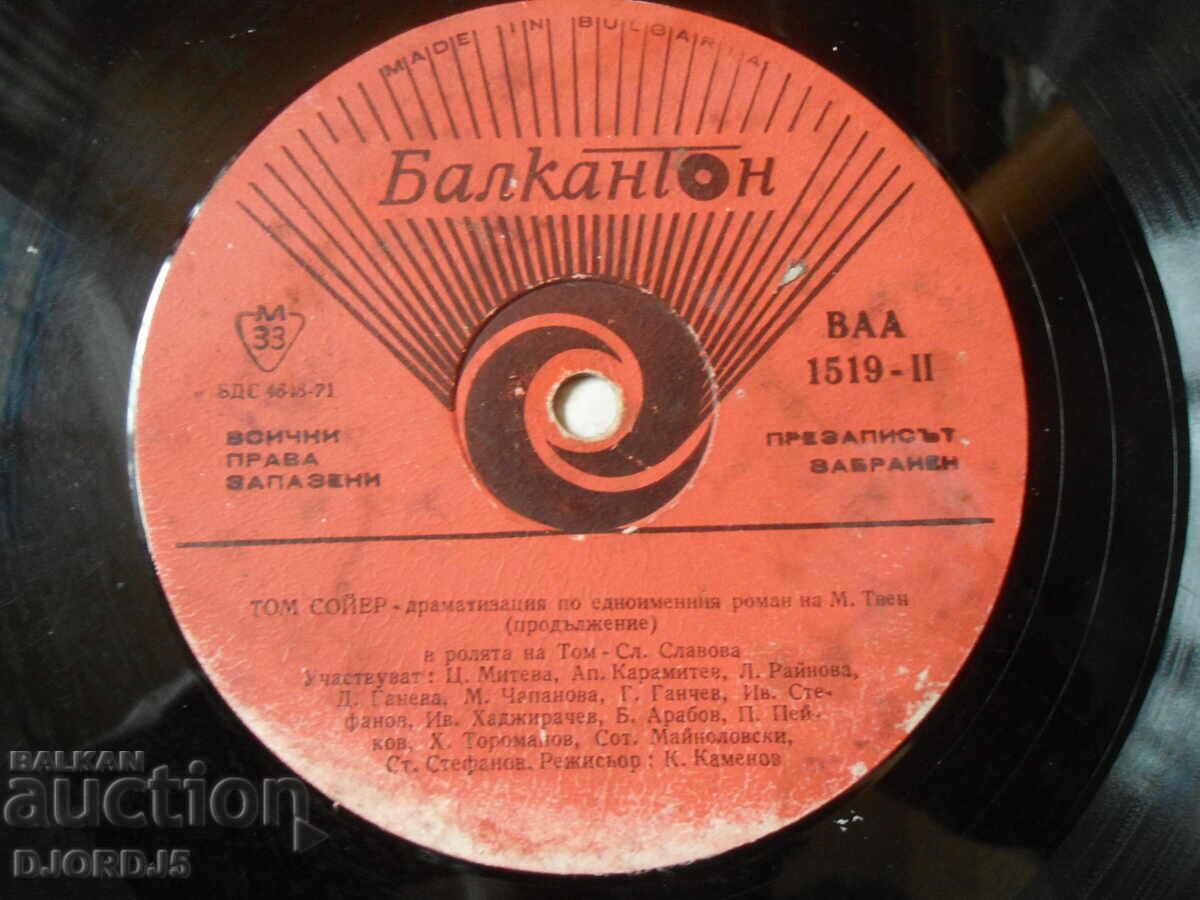 MADE IN BULGARIA
Балкантон
М
33
БДС 4648-71
ВСИЧКИ
ПРАВА
ЗАПАЗЕНИ
ВАА
1519-II
ПРЕЗАПИСЪТ
ЗАБРАНЕН
ТОМ СОЙЕР - драматизация по едноименния роман на М. Твен
(продължение)
в ролята на Том - Сл. Славова
Участвуват: Ц. Митева, Ап. Карамитев, Л. Райнова,
Д. Ганева, М. Чапанова, Г. Ганчев, Ив. Сте-
фанов, Ив. Хаджирачев, Б. Арабов, П. Пей-
ков, Х. Тороманов, Сот. Майноловски,
Ст. Стефанов. Режисьор: К. Каменов
BALKAN
auction
DJORDJ5